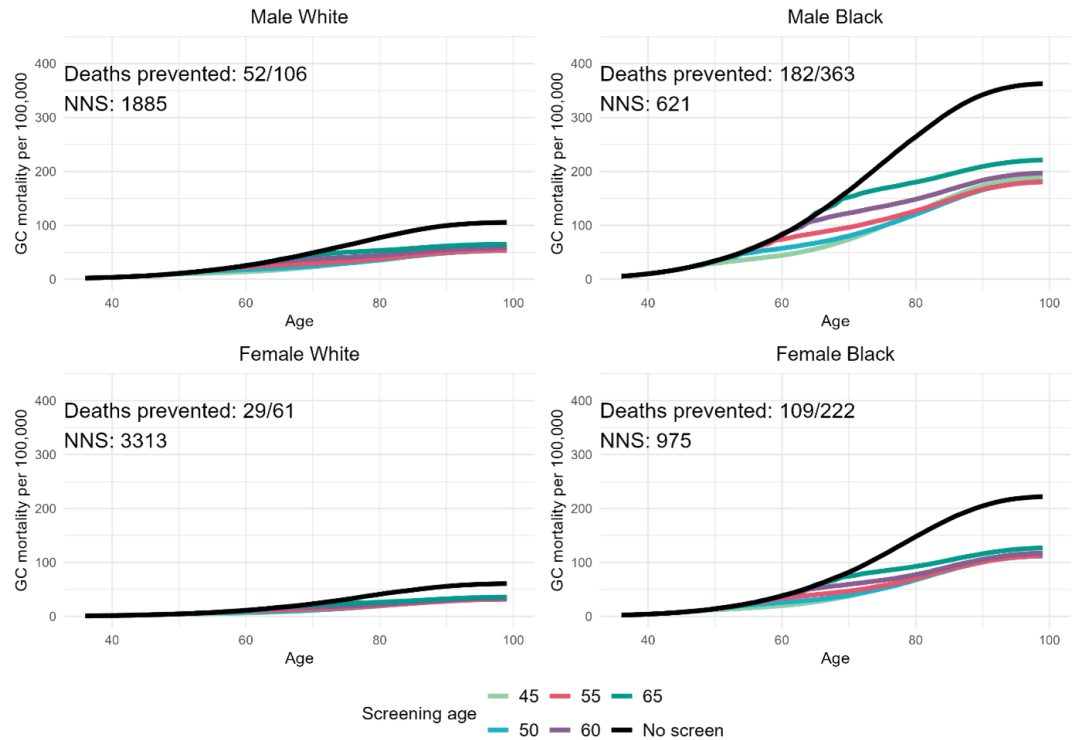 Male White
GC mortality per 100,000
400
300
200
100
0
Deaths prevented: 52/106
NNS: 1885
40 60 80 100
Age
Male Black
GC mortality per 100,000
400
300
200
100
0
Deaths prevented: 182/363
NNS: 621
40 60 80 100
Age
Female White
GC mortality per 100,000
400
300
200
100
0
Deaths prevented: 29/61
NNS: 3313
40 60 80 100
Age
Female Black
GC mortality per 100,000
400
300
200
100
0
Deaths prevented: 109/222
NNS: 975
40 60 80 100
Age
Screening age
45 55 65
50 60 No screen